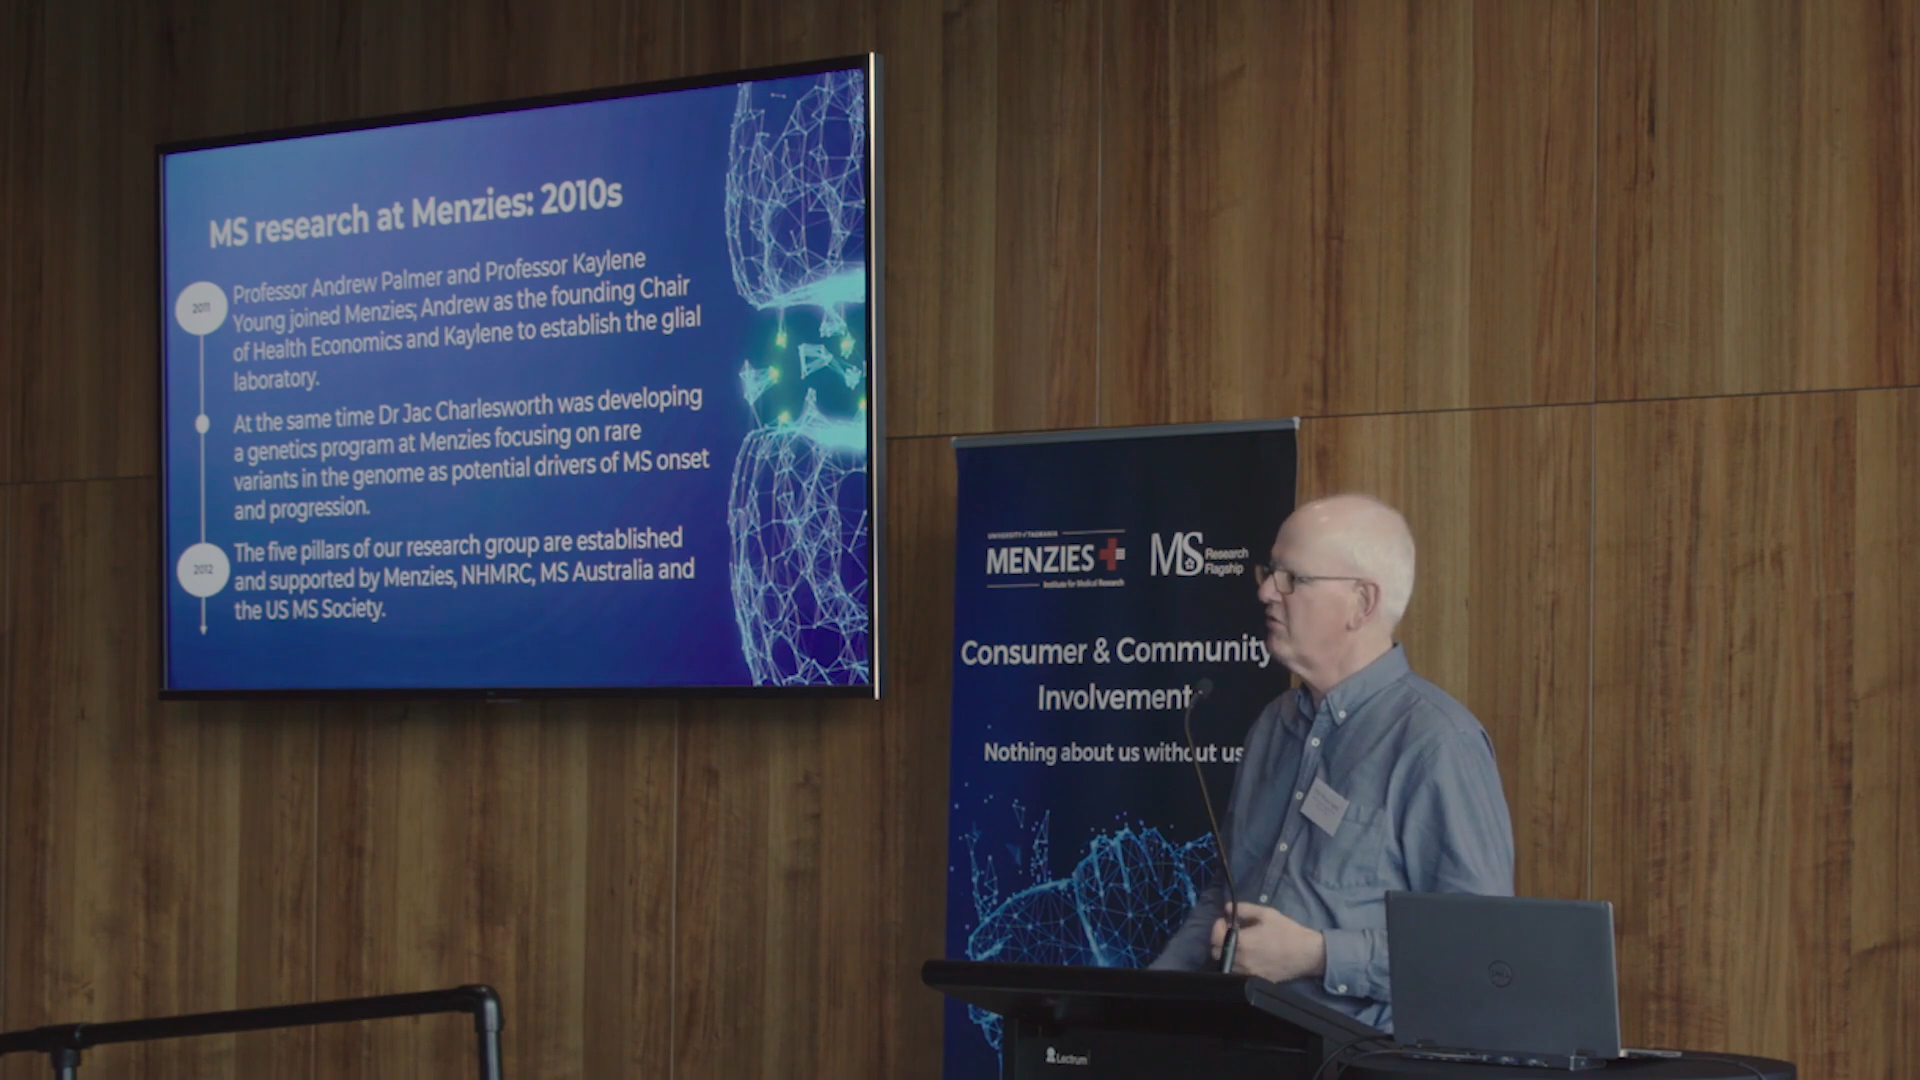 MS research at Menzies: 2010s
2011
Professor Andrew Palmer and Professor Kaylene
Young joined Menzies; Andrew as the founding Chair
of Health Economics and Kaylene to establish the glial
laboratory.
At the same time Dr Jac Charlesworth was developing
a genetics program at Menzies focusing on rare
variants in the genome as potential drivers of MS onset
and progression.
2012
The five pillars of our research group are established
and supported by Menzies, NHMRC, MS Australia and
the US MS Society.
UNIVERSITY of TASMANIA
MENZIES
Institute for Medical Research
MS Research
Flagship
Consumer & Community
Involvement
Nothing about us without us
Lectrum
DELL